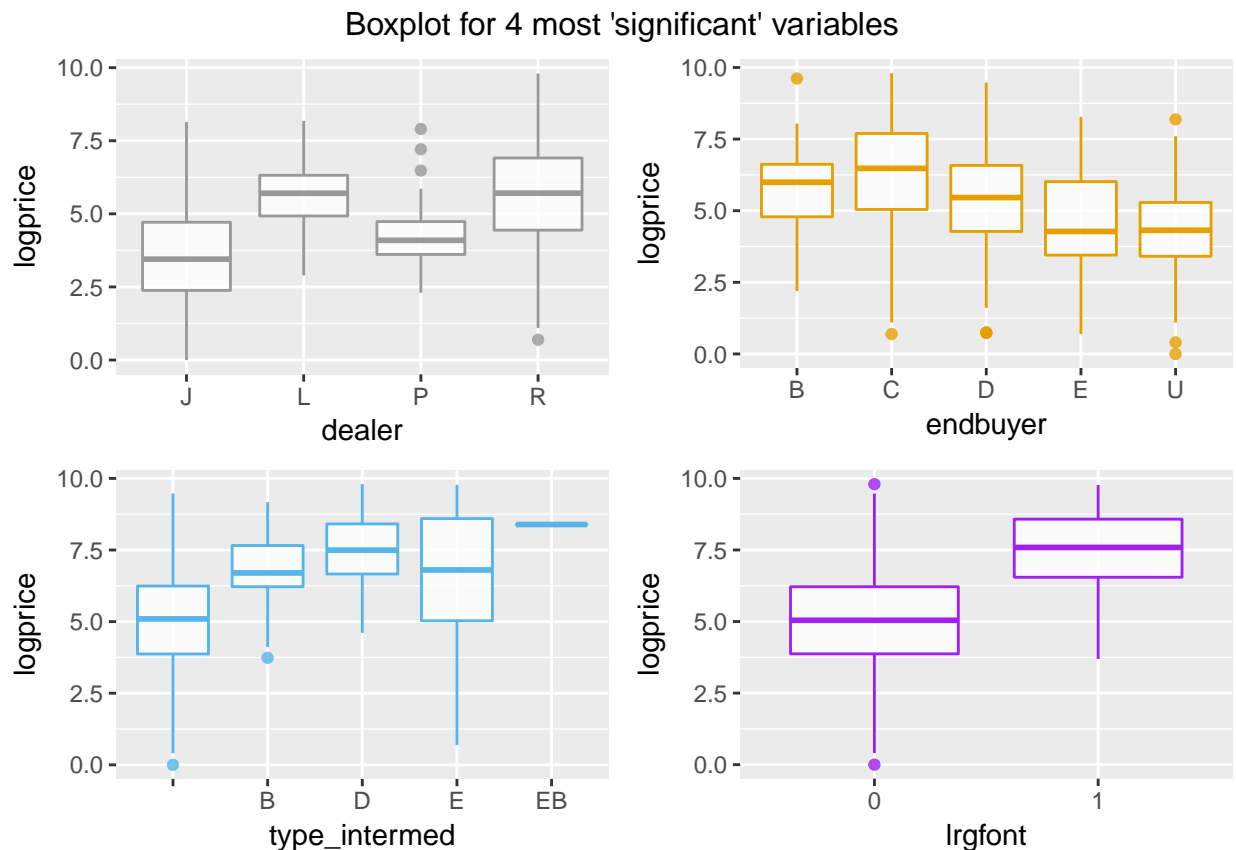 Boxplot for 4 most 'significant' variables
logprice
10.0
7.5
5.0
2.5
0.0
J L P R
dealer
logprice
10.0
7.5
5.0
2.5
0.0
B C D E U
endbuyer
logprice
10.0
7.5
5.0
2.5
0.0
B D E EB
type_intermed
logprice
10.0
7.5
5.0
2.5
0.0
0 1
lrgfont